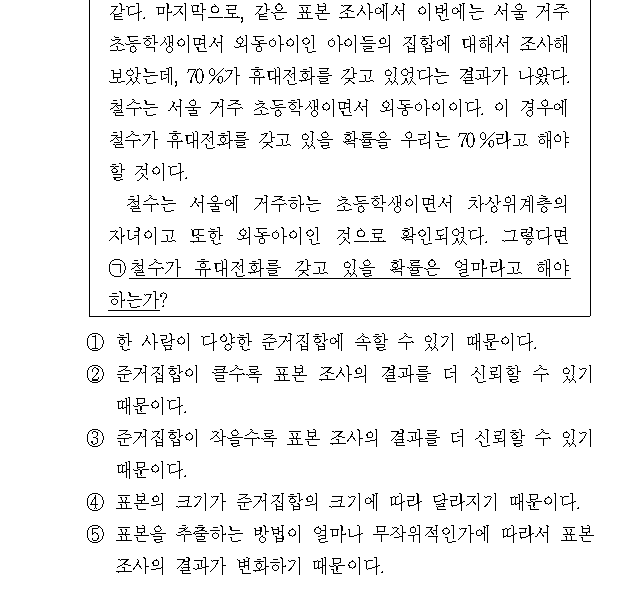 같다. 마지막으로, 같은 표본 조사에서 이번에는 서울 거주
초등학생이면서 외동아이인 아이들의 집합에 대해서 조사해
보았는데, 70%가 휴대전화를 갖고 있었다는 결과가 나왔다.
철수는 서울 거주 초등학생이면서 외동아이이다. 이 경우에
철수가 휴대전화를 갖고 있을 확률을 우리는 70%라고 해야
할 것이다.
철수는 서울에 거주하는 초등학생이면서 차상위계층의
자녀이고 또한 외동아이인 것으로 확인되었다. 그렇다면
㉠철수가 휴대전화를 갖고 있을 확률은 얼마라고 해야
하는가?
① 한 사람이 다양한 준거집합에 속할 수 있기 때문이다.
② 준거집합이 클수록 표본 조사의 결과를 더 신뢰할 수 있기
때문이다.
③ 준거집합이 작을수록 표본 조사의 결과를 더 신뢰할 수 있기
때문이다.
④ 표본의 크기가 준거집합의 크기에 따라 달라지기 때문이다.
⑤ 표본을 추출하는 방법이 얼마나 무작위적인가에 따라서 표본
조사의 결과가 변화하기 때문이다.